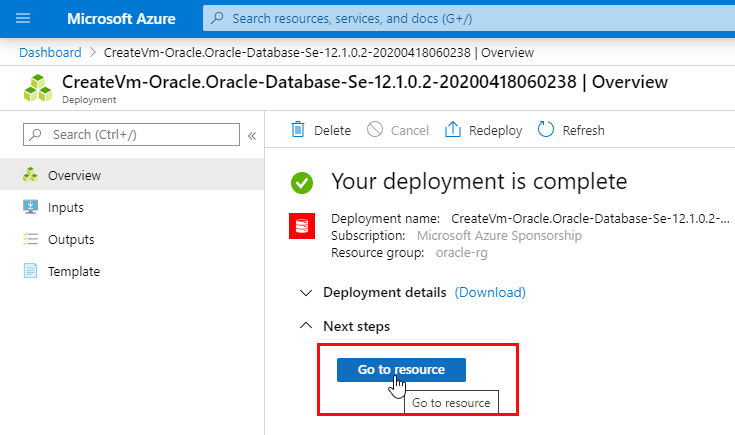 Microsoft Azure
Search resources, services, and docs (G+/)
Dashboard > CreateVm-Oracle.Oracle-Database-Se-12.1.0.2-20200418060238 | Overview
CreateVm-Oracle.Oracle-Database-Se-12.1.0.2-20200418060238 | Overview
Deployment
Search (Ctrl+/)
«
Delete
Cancel
Redeploy
Refresh
Overview
Inputs
Outputs
Template
Your deployment is complete
Deployment name: CreateVm-Oracle.Oracle-Database-Se-12.1.0.2-...
Subscription: Microsoft Azure Sponsorship
Resource group: oracle-rg
Deployment details (Download)
Next steps
Go to resource
Go to resource